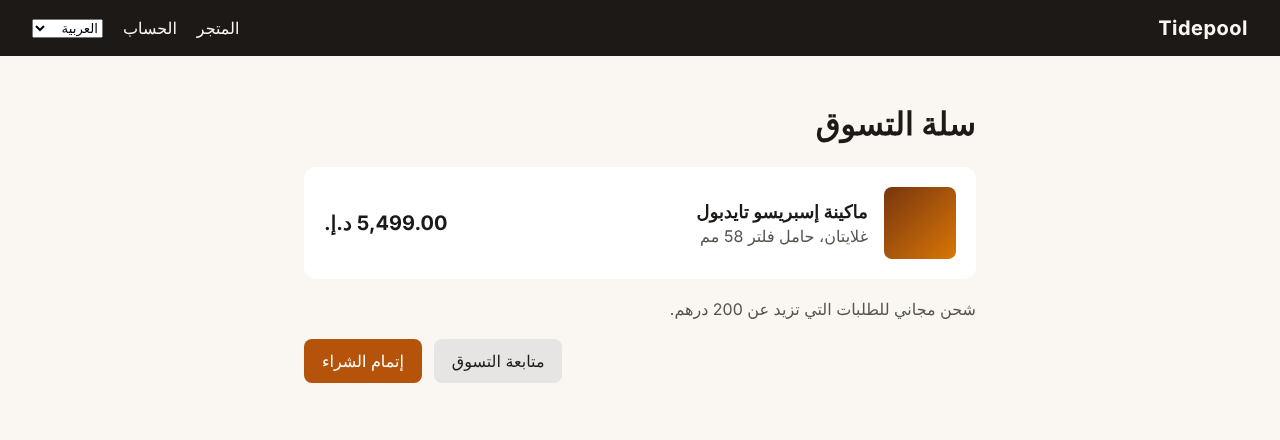 Tidepool
المتجر
الحساب
العربية
سلة التسوق
ماكينة إسبريسو تايدبول
غلايتان، حامل فلتر 58 مم
5,499.00 د.إ.
شحن مجاني للطلبات التي تزيد عن 200 درهم.
متابعة التسوق
إتمام الشراء